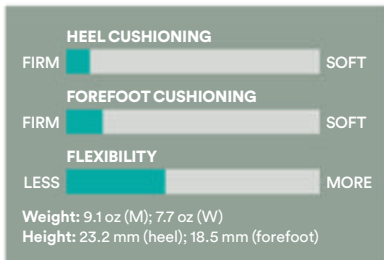 HEEL CUSHIONING
FIRM SOFT
FOREFOOT CUSHIONING
FIRM SOFT
FLEXIBILITY
LESS MORE
Weight: 9.1 oz (M); 7.7 oz (W)
Height: 23.2 mm (heel); 18.5 mm (forefoot)